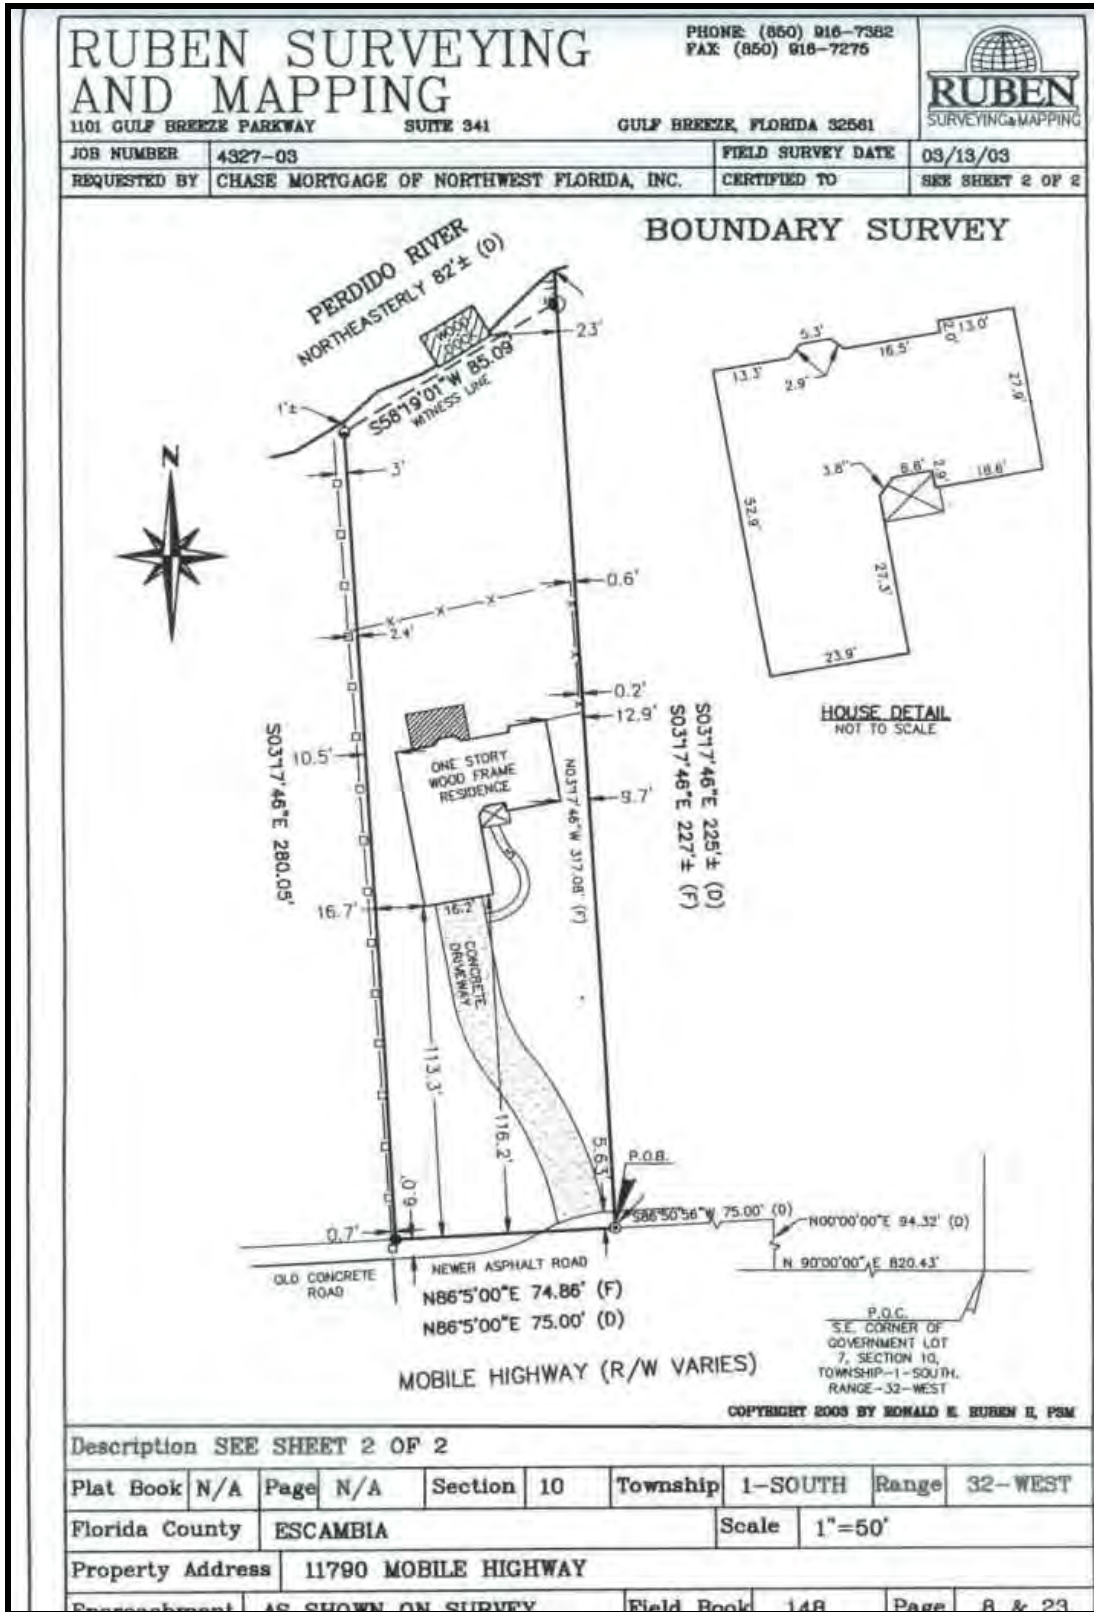 RUBEN SURVEYING
AND MAPPING
1101 GULF BREEZE PARKWAY SUITE 341 GULF BREEZE, FLORIDA 32561
PHONE: (850) 916-7382
FAX: (850) 916-7275
RUBEN
SURVEYING & MAPPING
JOB NUMBER 4327-03 FIELD SURVEY DATE 03/13/03
REQUESTED BY CHASE MORTGAGE OF NORTHWEST FLORIDA, INC. CERTIFIED TO SEE SHEET 2 OF 2
BOUNDARY SURVEY
PERDIDO RIVER
NORTHEASTERLY 82'± (D)
WOOD
DOCK
S58°19'01"W 85.09'
WITNESS LINE
23'
1'±
3'
N
5.3'
13.3'
2.9'
16.5'
2.0'
13.0'
27.9'
3.8"
6.6'
2.9'
18.6'
52.9'
27.3'
23.9'
HOUSE DETAIL
NOT TO SCALE
0.6'
X X X
2.4'
0.2'
12.9'
10.5'
ONE STORY
WOOD FRAME
RESIDENCE
9.7'
S03°17'46"E 280.05'
N03°17'46"W 317.08' (F)
S03°17'46"E 225'± (D)
S03°17'46"E 227'± (F)
16.7'
16.2'
CONCRETE
DRIVEWAY
113.3'
116.2'
5.63'
P.O.B.
S86°50'56"W 75.00' (D)
N00°00'00"E 94.32' (D)
N 90°00'00" E 820.43'
6.0'
0.7'
OLD CONCRETE
ROAD
NEWER ASPHALT ROAD
N86°5'00"E 74.86' (F)
N86°5'00"E 75.00' (D)
MOBILE HIGHWAY (R/W VARIES)
P.O.C.
S.E. CORNER OF
GOVERNMENT LOT
7, SECTION 10,
TOWNSHIP-1-SOUTH,
RANGE-32-WEST
COPYRIGHT 2003 BY RONALD E. RUBEN II, PSM
Description SEE SHEET 2 OF 2
Plat Book N/A Page N/A Section 10 Township 1-SOUTH Range 32-WEST
Florida County ESCAMBIA Scale 1"=50'
Property Address 11790 MOBILE HIGHWAY
Encroachment AS SHOWN ON SURVEY Field Book 148 Page 8 & 23